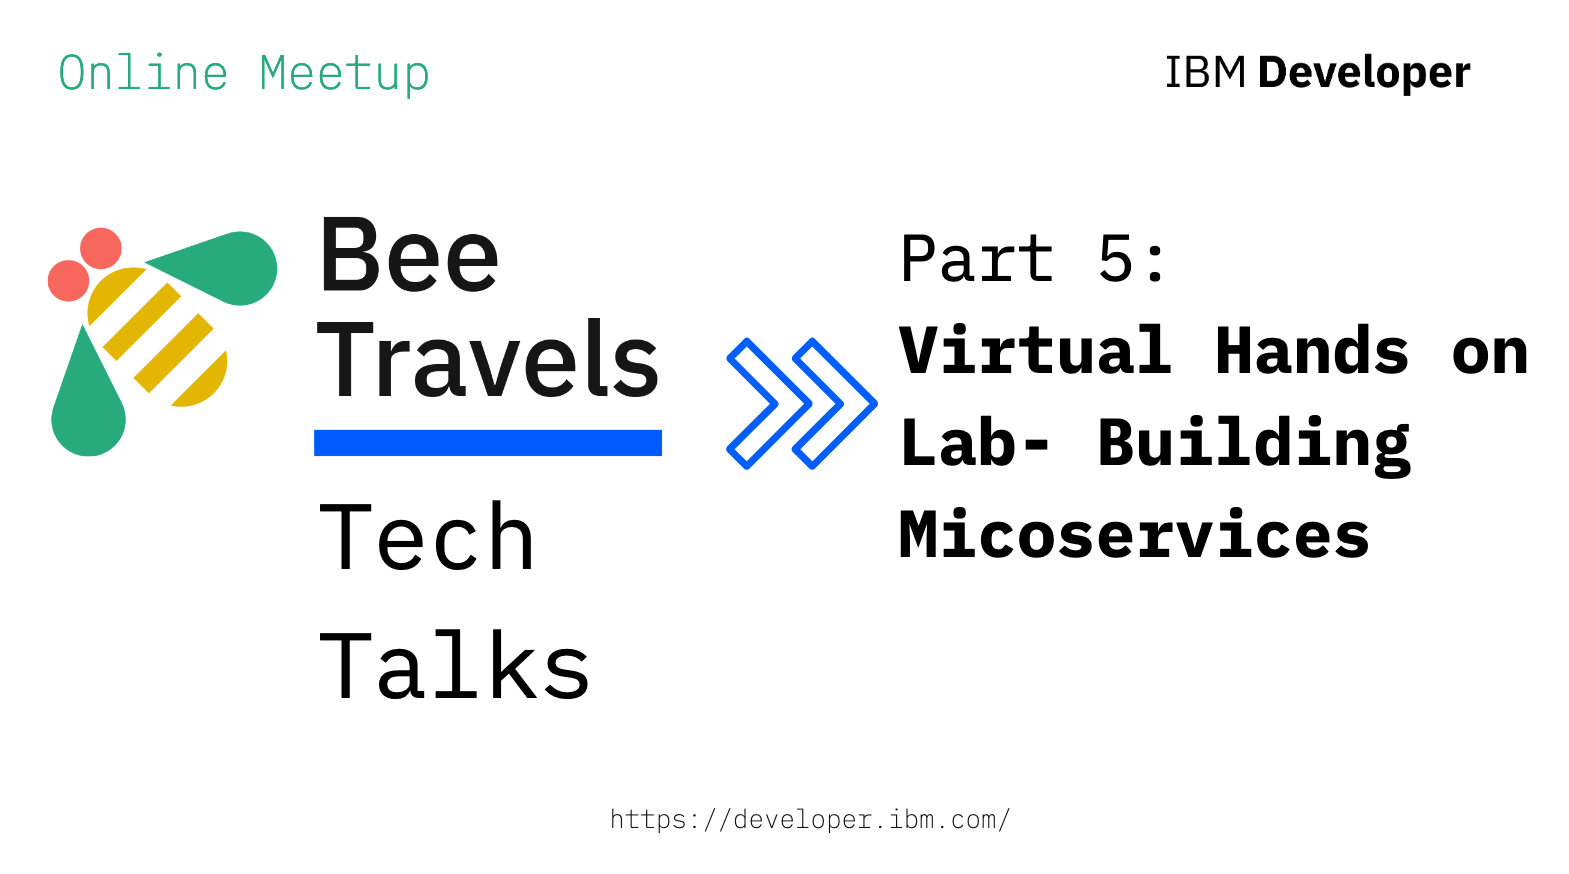 Online Meetup
IBM Developer
Bee
Travels
Tech
Talks
Part 5:
Virtual Hands on
Lab- Building
Micoservices
https://developer.ibm.com/